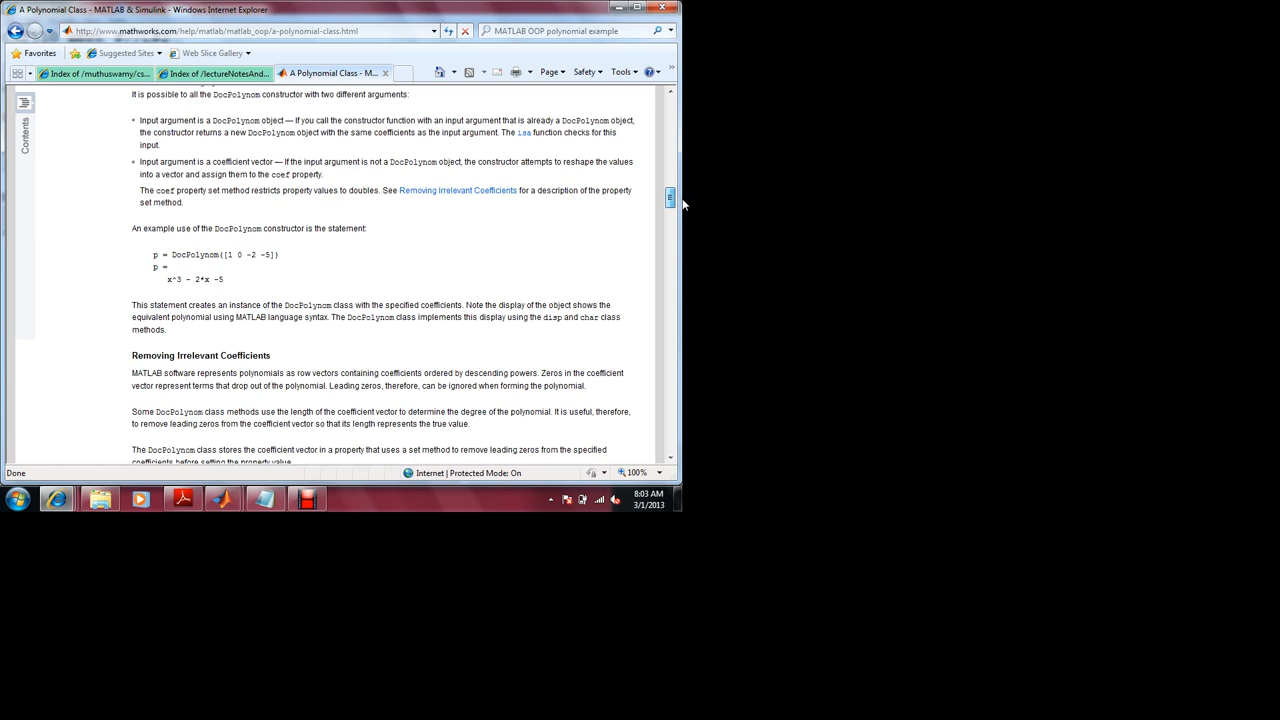 A Polynomial Class - MATLAB & Simulink - Windows Internet Explorer
http://www.mathworks.com/help/matlab/matlab_oop/a-polynomial-class.html
MATLAB OOP polynomial example
Favorites
Suggested Sites
Web Slice Gallery
Index of /muthuswamy/cs...
Index of /lectureNotesAnd...
A Polynomial Class - M...
Page
Safety
Tools
Contents
It is possible to all the DocPolynom constructor with two different arguments:
Input argument is a DocPolynom object — If you call the constructor function with an input argument that is already a DocPolynom object,
the constructor returns a new DocPolynom object with the same coefficients as the input argument. The isa function checks for this
input.
Input argument is a coefficient vector — If the input argument is not a DocPolynom object, the constructor attempts to reshape the values
into a vector and assign them to the coef property.
The coef property set method restricts property values to doubles. See Removing Irrelevant Coefficients for a description of the property
set method.
An example use of the DocPolynom constructor is the statement:
p = DocPolynom([1 0 -2 -5])
p =
x^3 - 2*x -5
This statement creates an instance of the DocPolynom class with the specified coefficients. Note the display of the object shows the
equivalent polynomial using MATLAB language syntax. The DocPolynom class implements this display using the disp and char class
methods.
Removing Irrelevant Coefficients
MATLAB software represents polynomials as row vectors containing coefficients ordered by descending powers. Zeros in the coefficient
vector represent terms that drop out of the polynomial. Leading zeros, therefore, can be ignored when forming the polynomial.
Some DocPolynom class methods use the length of the coefficient vector to determine the degree of the polynomial. It is useful, therefore,
to remove leading zeros from the coefficient vector so that its length represents the true value.
The DocPolynom class stores the coefficient vector in a property that uses a set method to remove leading zeros from the specified
coefficients before setting the property value.
Done
Internet | Protected Mode: On
100%
8:03 AM
3/1/2013